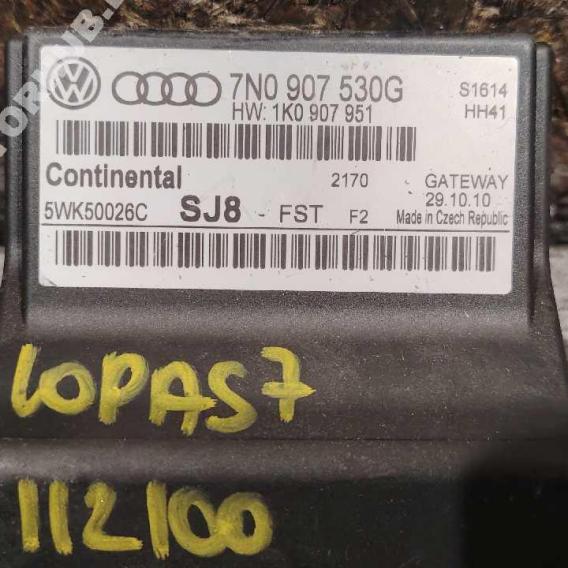 7N0 907 530G
HW: 1K0 907 951
S1614
HH41
Continental 2170 GATEWAY
5WK50026C SJ8 - FST F2 29.10.10
Made in Czech Republic
LOPAS7
112100